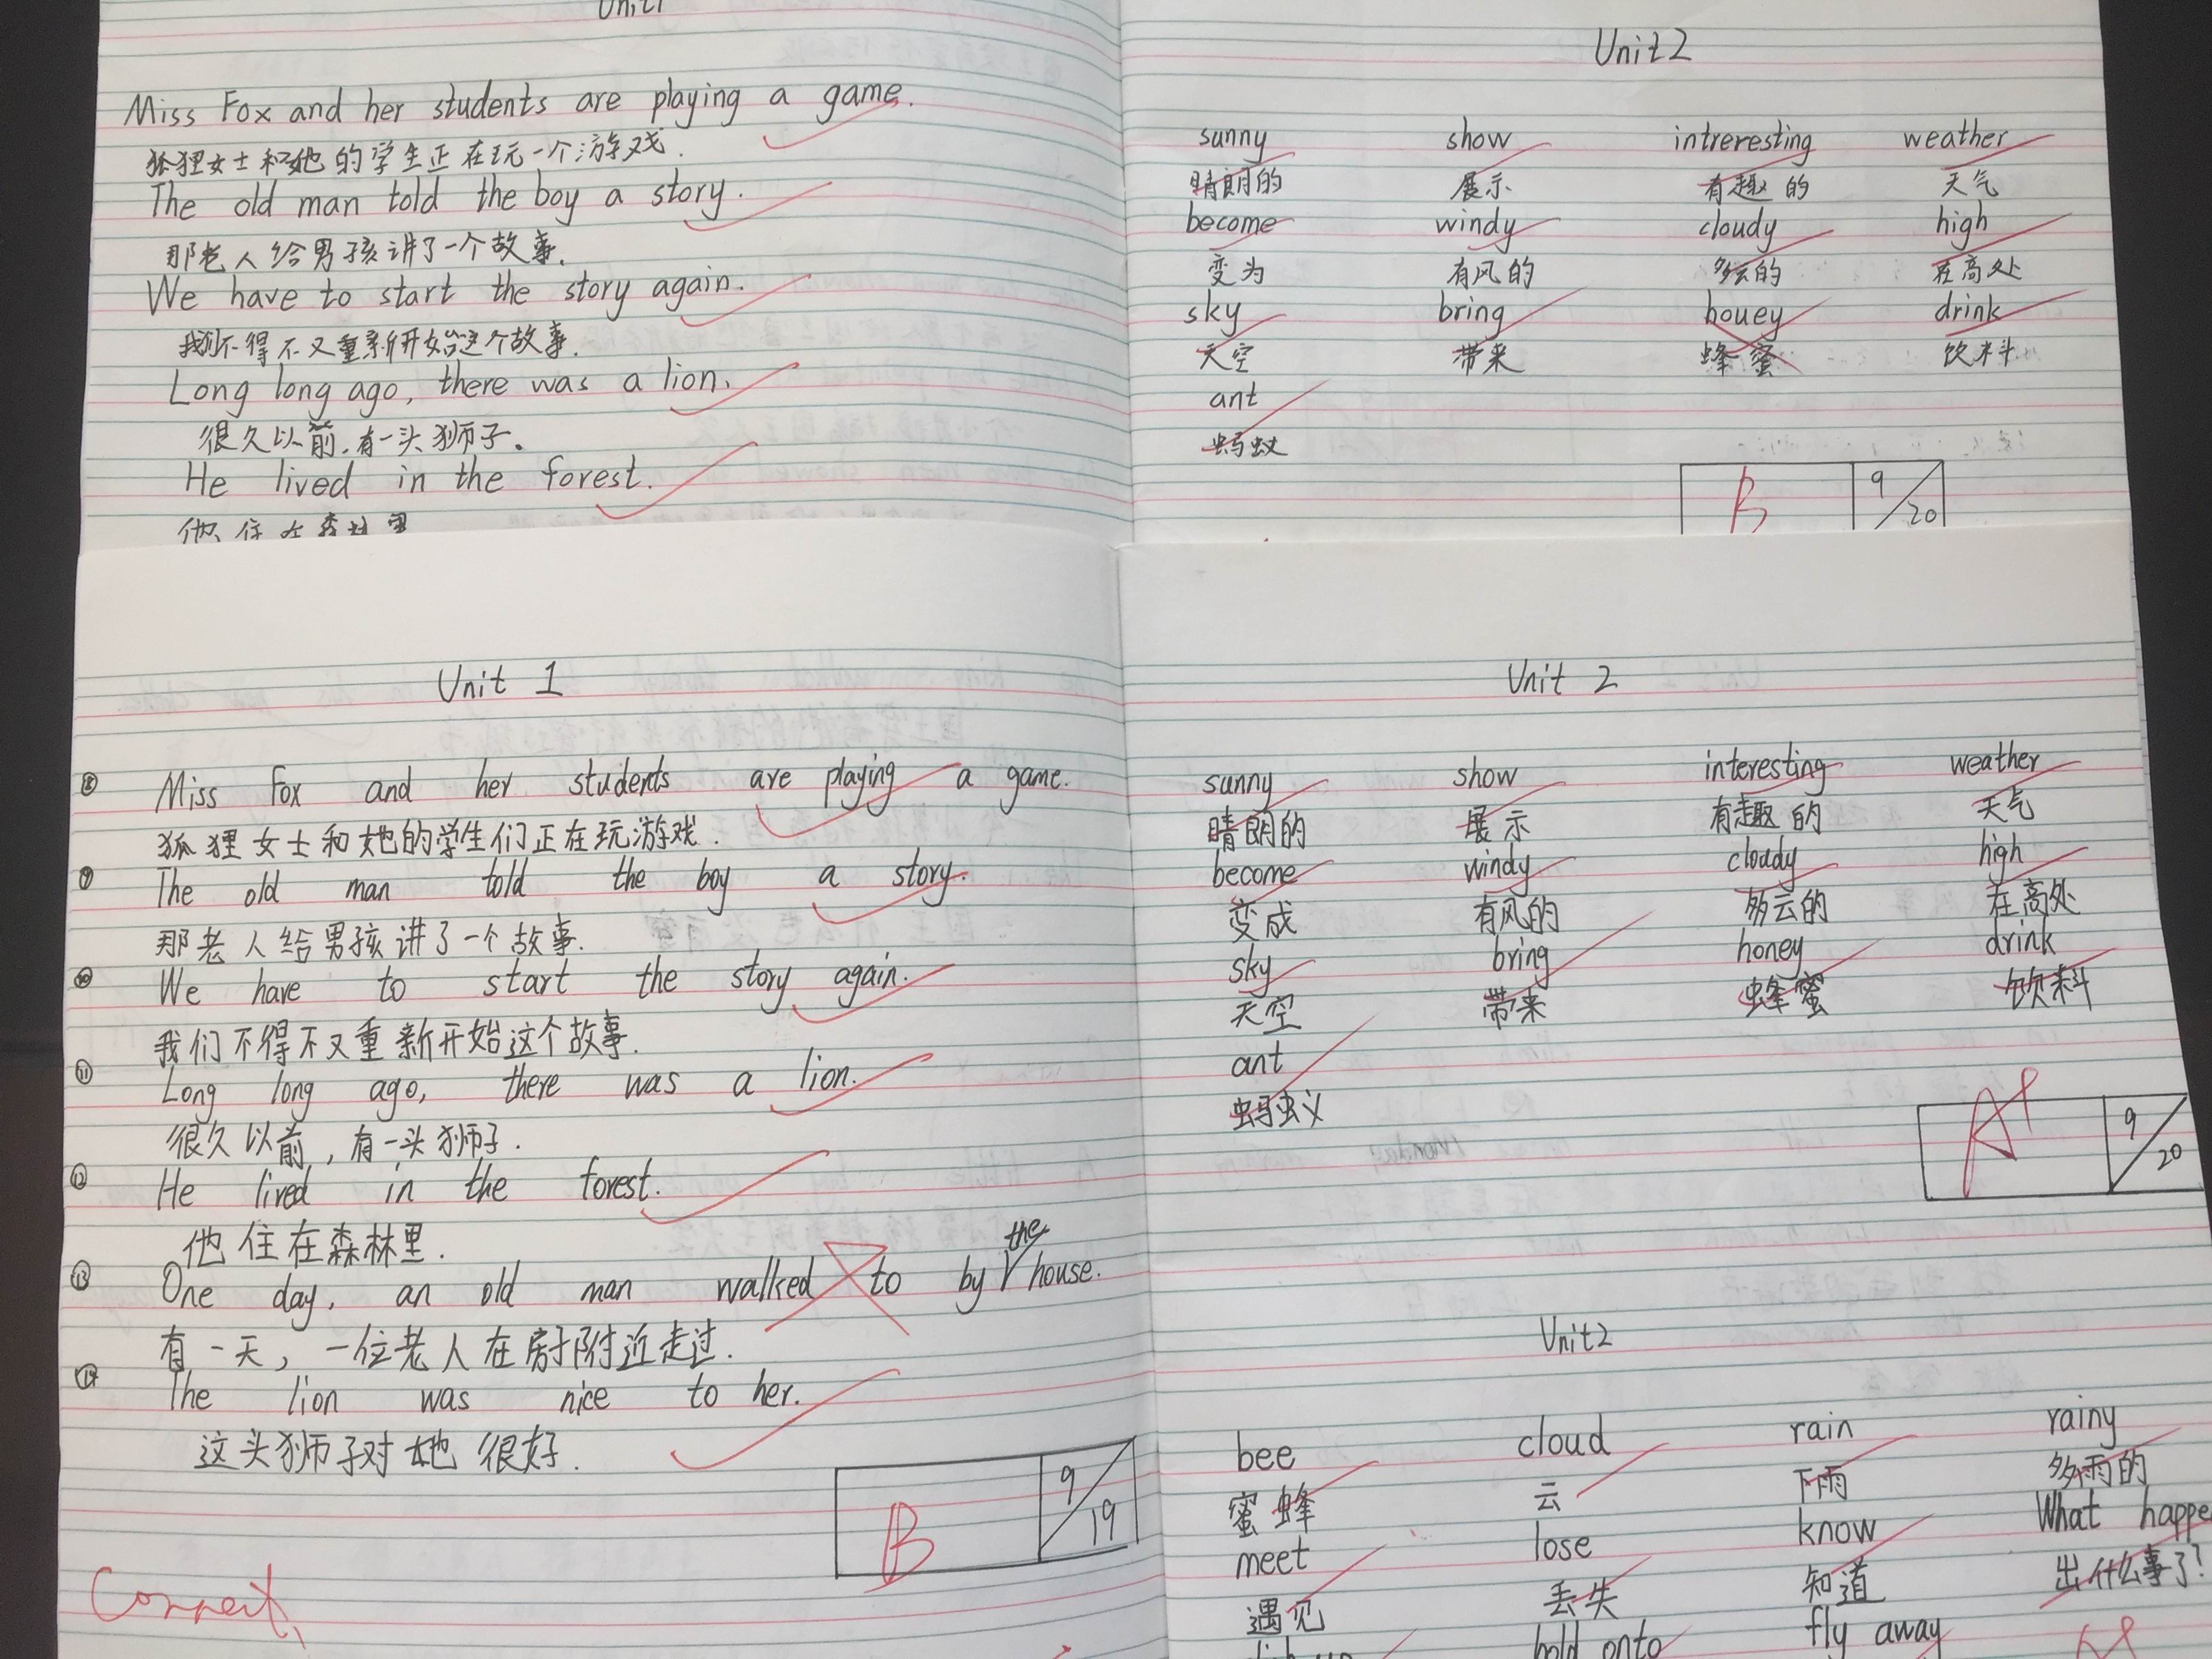 Unit1
Miss Fox and her students are playing a game.
狐狸女士和她的学生正在玩一个游戏.
The old man told the boy a story.
那老人给男孩讲了一个故事.
We have to start the story again.
我们不得不又重新开始这个故事.
Long long ago, there was a lion.
很久以前,有一头狮子。
He lived in the forest.
他住在森林里
Unit2
sunny show intreresting weather
晴朗的 展示 有趣的 天气
become windy cloudy high
变为 有风的 多云的 在高处
sky bring houey drink
天空 带来 蜂蜜 饮料
ant
蚂蚁
B 9/20
Unit 1
⑧ Miss Fox and her students are playing a game.
狐狸女士和她的学生们正在玩游戏.
⑨ The old man told the boy a story.
那老人给男孩讲了一个故事.
⑩ We have to start the story again.
我们不得不又重新开始这个故事.
⑪ Long long ago, there was a lion.
很久以前,有一头狮子.
⑫ He lived in the forest.
他住在森林里.
⑬ One day, an old man walked to by the house.
有一天,一位老人在房子附近走过.
⑭ The lion was nice to her.
这头狮子对她很好.
B 9/19
Correct
Unit 2
sunny show interesting weather
晴朗的 展示 有趣的 天气
become windy cloudy high
变成 有风的 多云的 在高处
sky bring honey drink
天空 带来 蜂蜜 饮料
ant
蚂蚁
A+ 9/20
Unit2
bee cloud rain rainy
蜜蜂 云 下雨 多雨的
meet lose know What happe
遇见 丢失 知道 出什么事了?
hold onto fly away